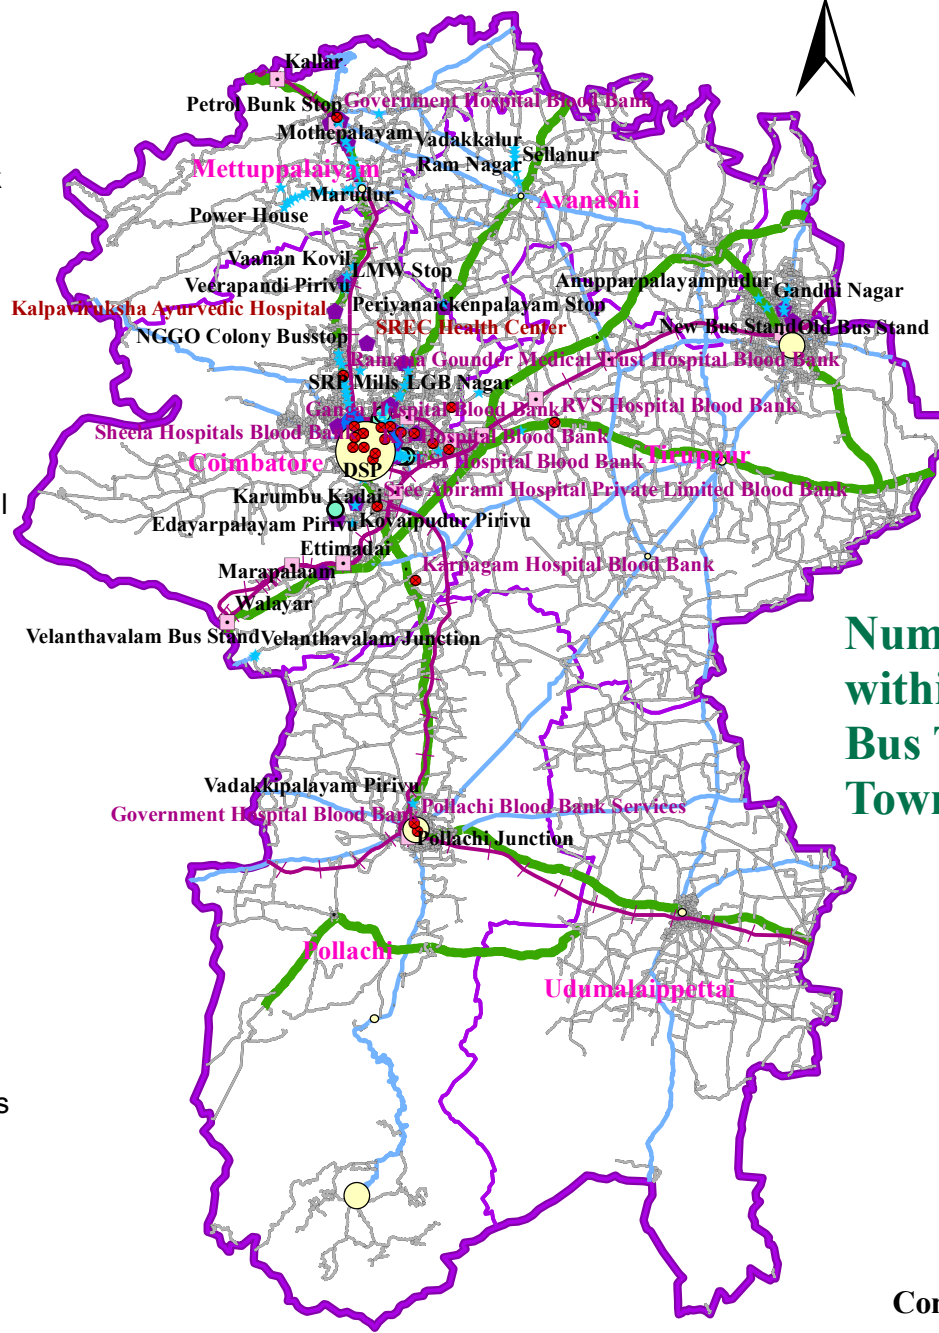 Kallar
Petrol Bunk Stop
Government Hospital Blood Bank
Mothepalayam
Vadakkalur
Sellanur
Ram Nagar
Mettuppalaiyam
Marudur
Avanashi
Power House
Vaanan Kovil
LMW Stop
Veerapandi Pirivu
Anupparpalayampudur
Gandhi Nagar
Kalpaviruksha Ayurvedic Hospital
Periyanaickenpalayam Stop
NGGO Colony Busstop
SREC Health Center
New Bus Stand
Old Bus Stand
Ramana Gounder Medical Trust Hospital Blood Bank
SRP Mills
LGB Nagar
Ganga Hospital Blood Bank
RVS Hospital Blood Bank
Sheela Hospitals Blood Bank
Hospital Blood Bank
Coimbatore
DSP
ESI Hospital Blood Bank
Tiruppur
Karumbu Kadai
Sree Abirami Hospital Private Limited Blood Bank
l
Edayarpalayam Pirivu
Kovaipudur Pirivu
Ettimadai
Marapalaam
Karpagam Hospital Blood Bank
Walayar
Velanthavalam Bus Stand
Velanthavalam Junction
Num
withi
Bus T
Town
Vadakkipalayam Pirivu
Government Hospital Blood Bank
Pollachi Blood Bank Services
Pollachi Junction
Pollachi
Udumalaippettai
s
Con